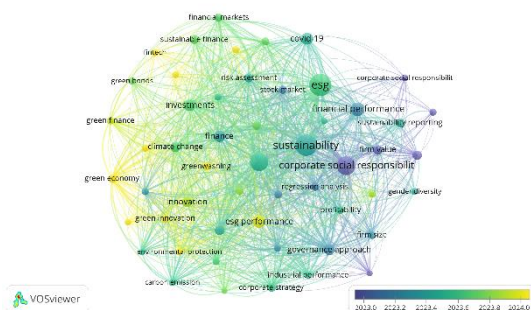 financial markets
sustainable finance
covid-19
fintech
risk assessment
esg
corporate social responsibilit
green bonds
stock market
investments
financial performance
green finance
sustainability reporting
finance
sustainability
firm value
climate change
greenwashing
corporate social responsibilit
green economy
regression analysis
gender diversity
innovation
profitability
green innovation
esg performance
firm size
environmental protection
governance approach
industrial performance
carbon emission
corporate strategy
VOSviewer
2023.0 2023.2 2023.4 2023.6 2023.8 2024.0